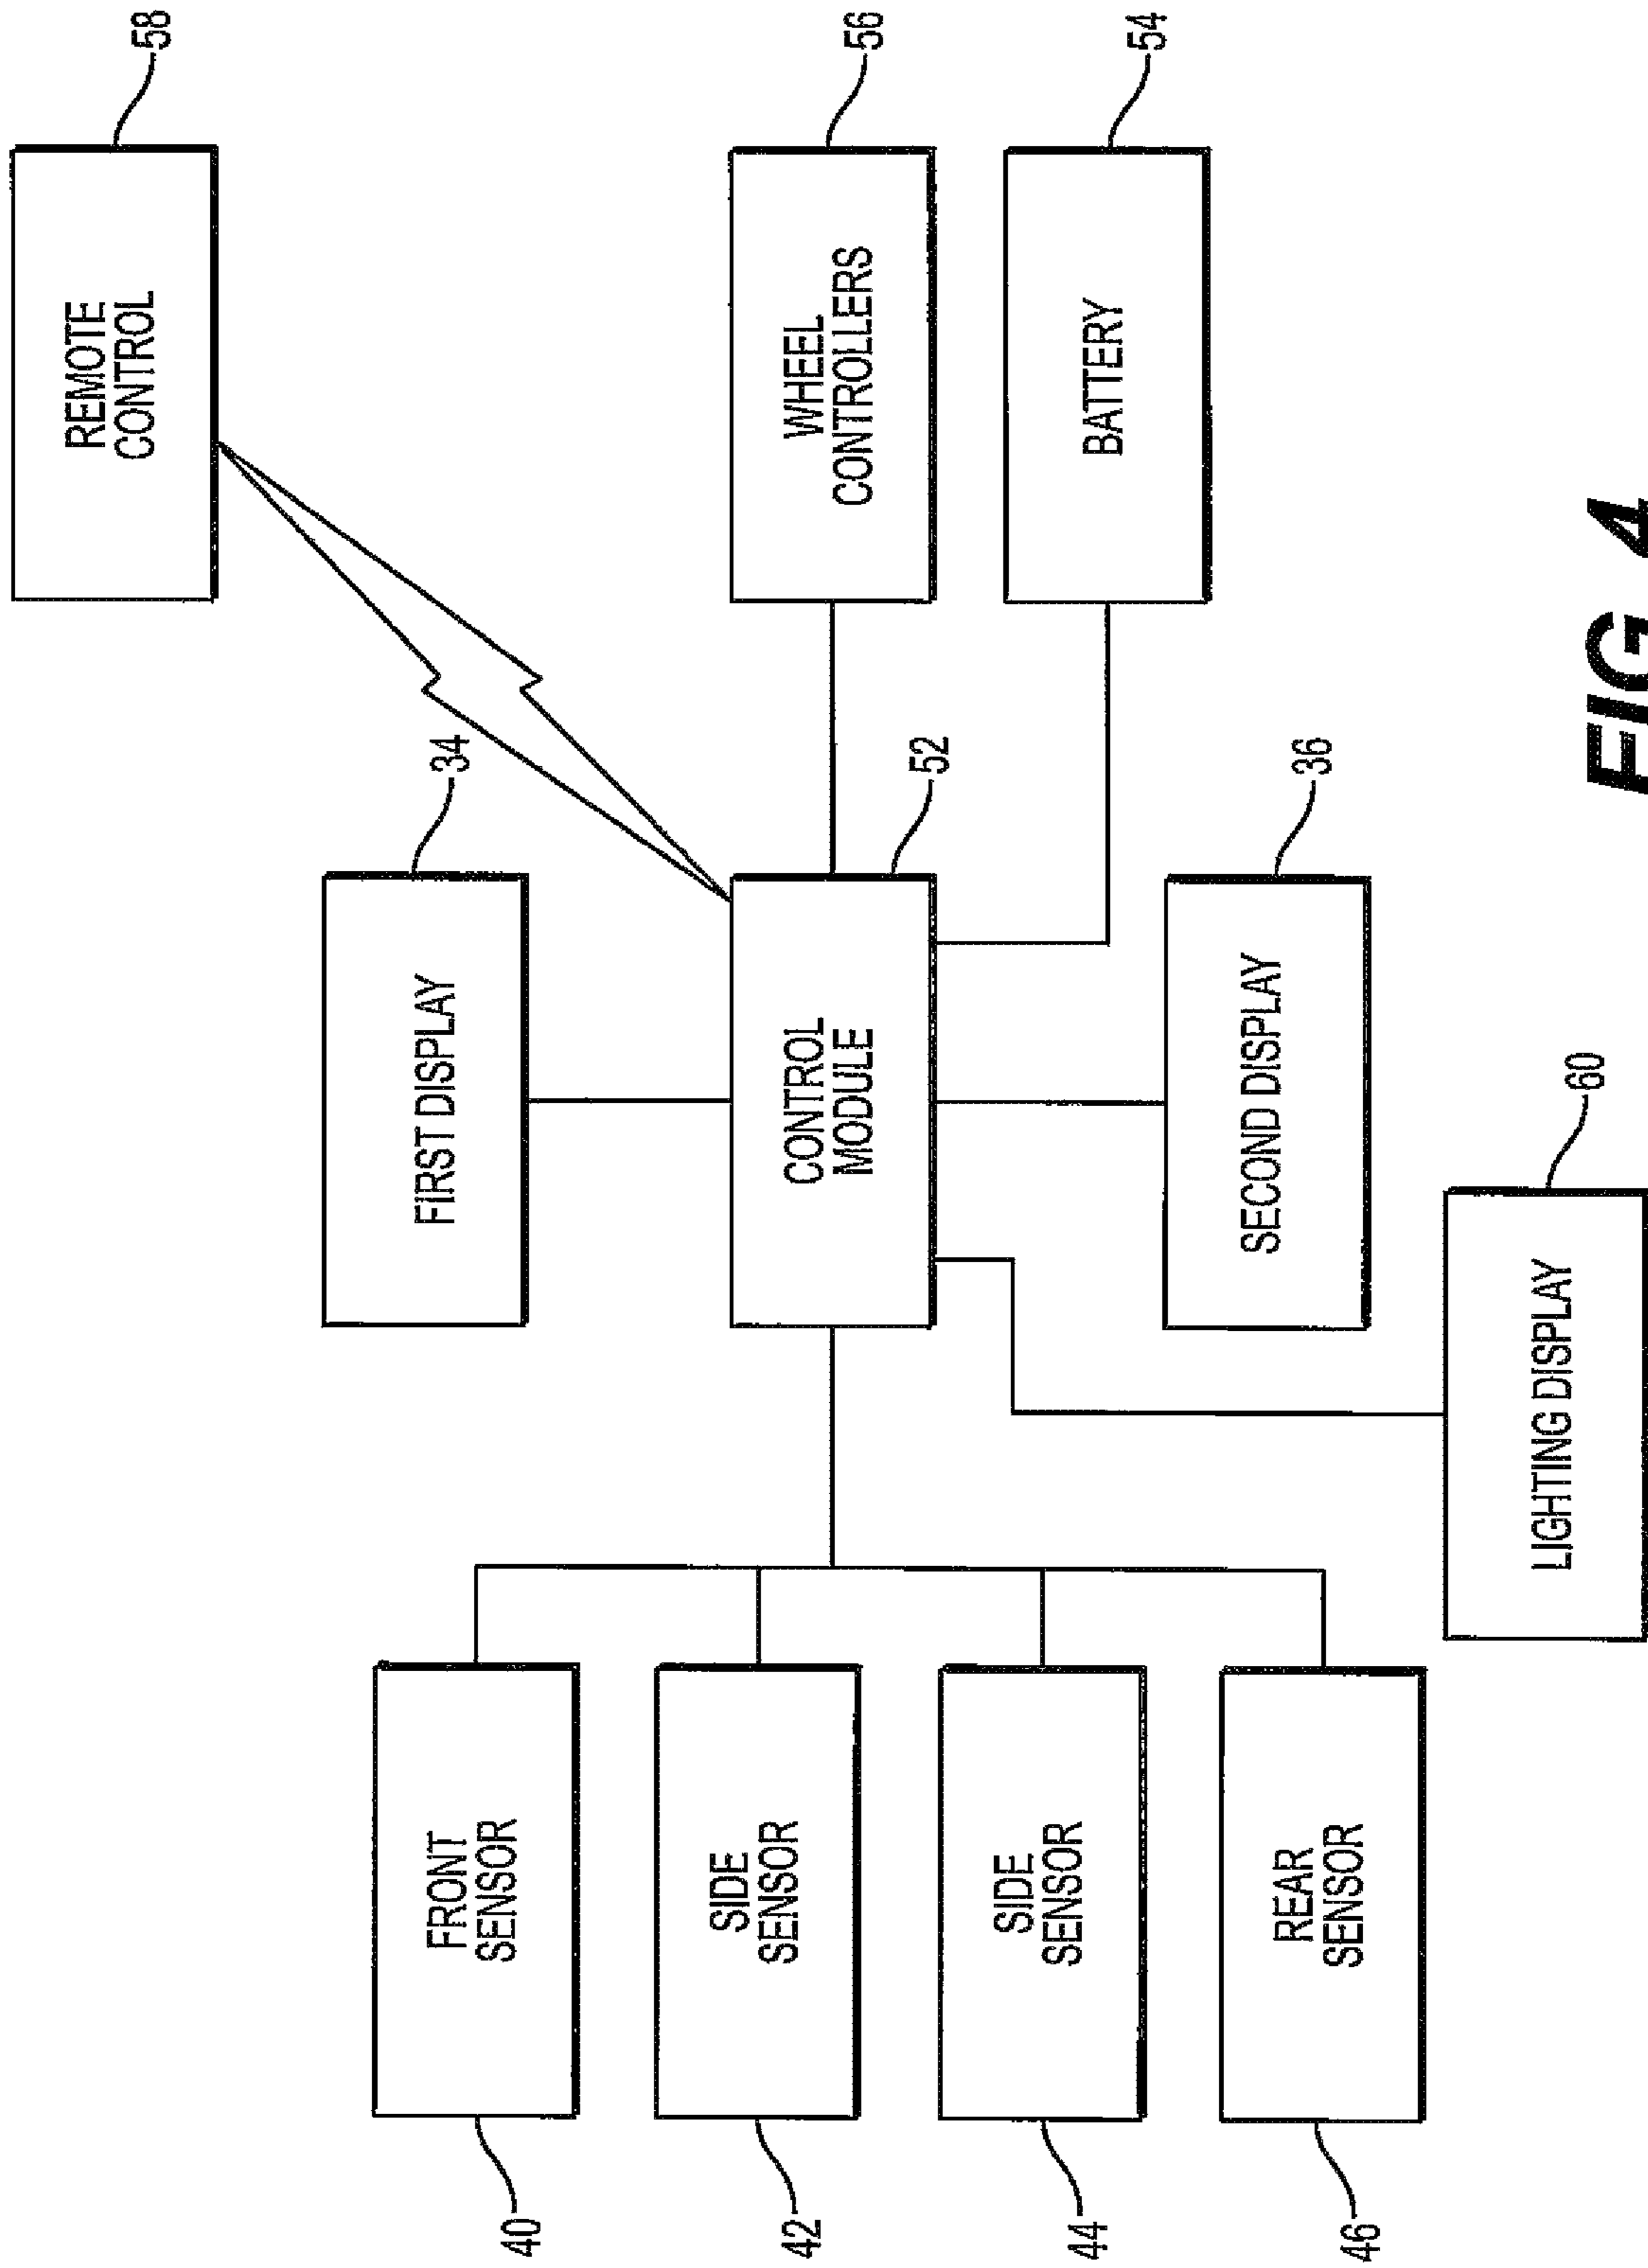 REMOTE
CONTROL
58
FIRST DISPLAY
34
FRONT
SENSOR
40
SIDE
SENSOR
42
CONTROL
MODULE
52
WHEEL
CONTROLLERS
56
SIDE
SENSOR
44
BATTERY
54
REAR
SENSOR
46
SECOND DISPLAY
36
LIGHTING DISPLAY
60
FIG 4